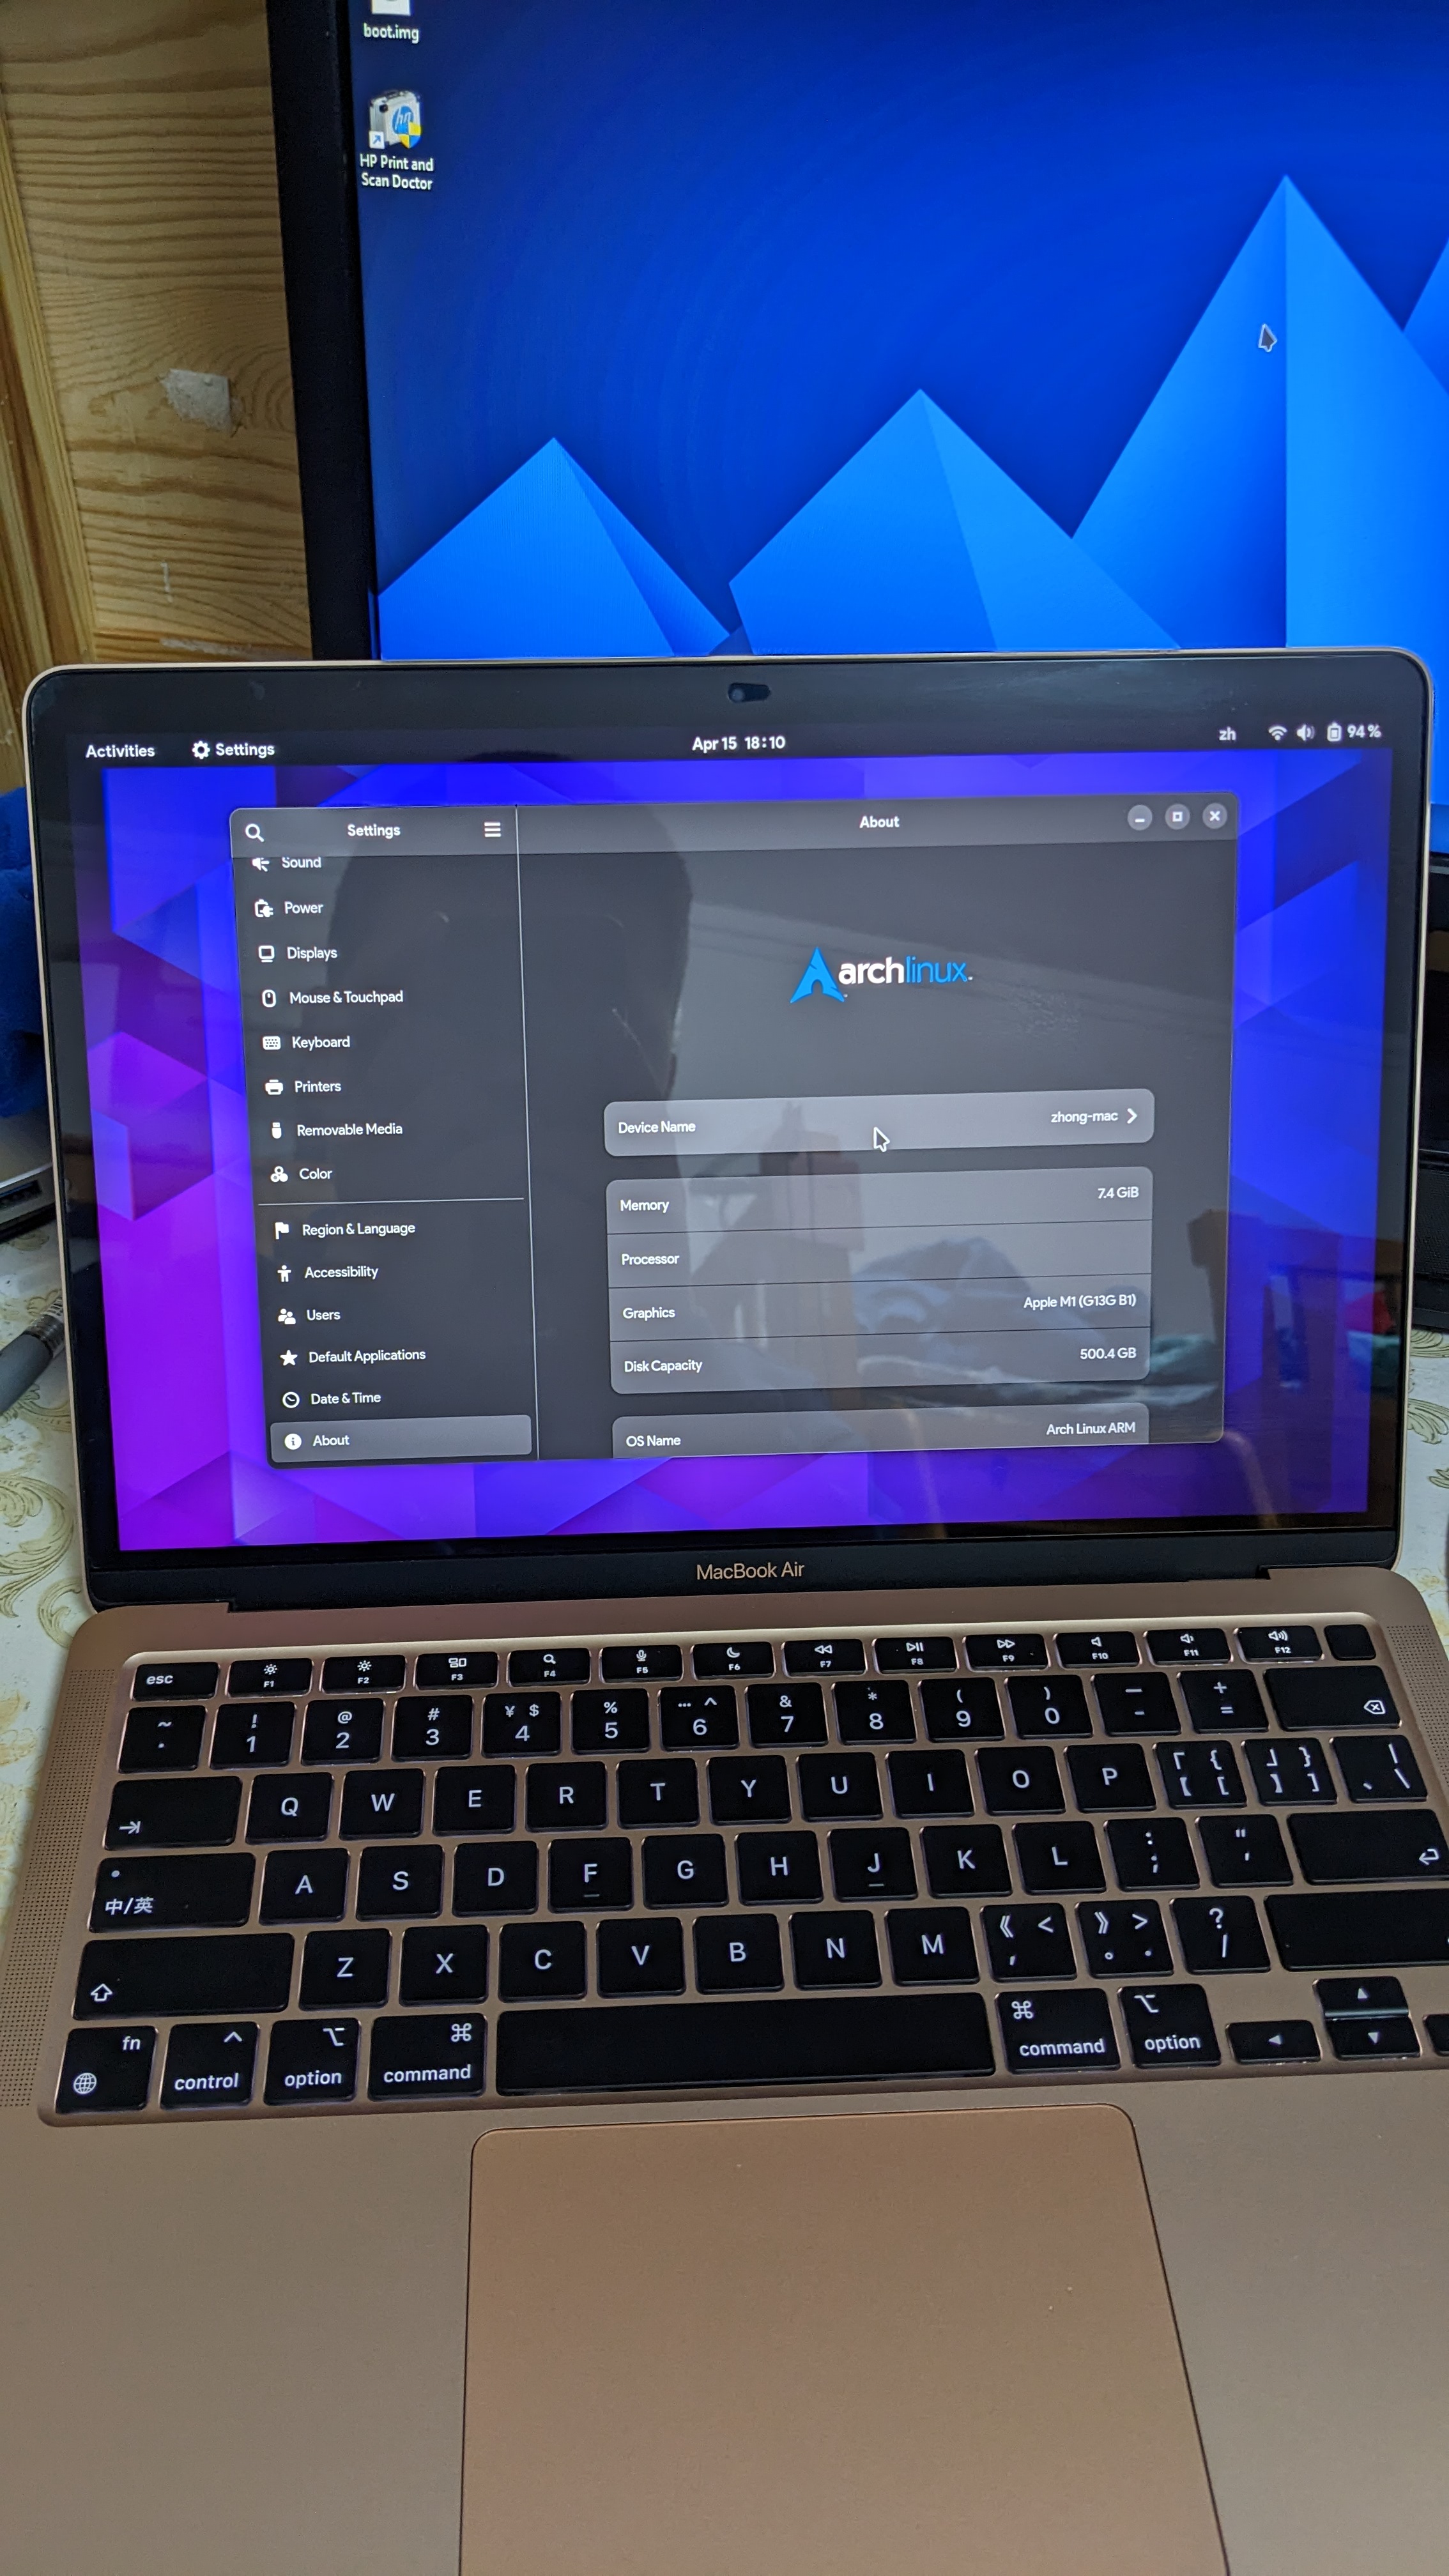 boot.img
HP Print and
Scan Doctor
Activities
Settings
Apr 15 18:10
zh
94%
Settings
About
Sound
Power
Displays
Mouse & Touchpad
Keyboard
Printers
Removable Media
Color
Region & Language
Accessibility
Users
Default Applications
Date & Time
About
archlinux
Device Name zhong-mac
Memory 7.4 GiB
Processor
Graphics Apple M1 (G13G B1)
Disk Capacity 500.4 GB
OS Name Arch Linux ARM
MacBook Air
esc F1 F2 F3 F4 F5 F6 F7 F8 F9 F10 F11 F12
~ ! @ # ¥ $ % … ^ & * ( ) — +
· 1 2 3 4 5 6 7 8 9 0 - =
Q W E R T Y U I O P 「 { 【 [ 」 } 】 ] | 、 \
中/英 A S D F G H J K L : ; " '
Z X C V B N M 《 < , 》 > 。 . ? /
fn control option command command option